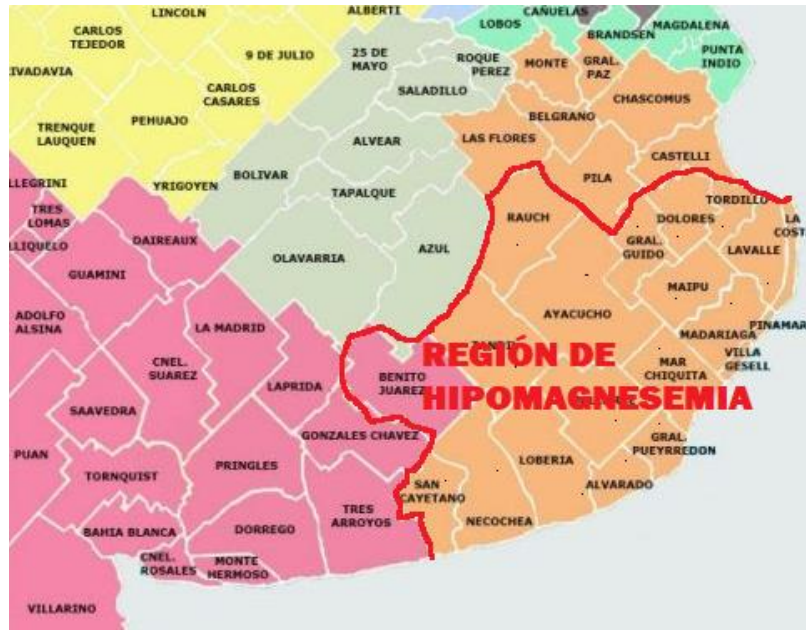 LINCOLN
ALBERTI
CAÑUELAS
LOBOS
BRANDSEN
MAGDALENA
CARLOS
TEJEDOR
9 DE JULIO
25 DE
MAYO
ROQUE
PEREZ
MONTE
GRAL.
PAZ
PUNTA
INDIO
IVADAVIA
CARLOS
CASARES
SALADILLO
CHASCOMUS
TRENQUE
LAUQUEN
PEHUAJO
ALVEAR
LAS FLORES
BELGRANO
CASTELLI
LLEGRINI
YRIGOYEN
BOLIVAR
TAPALQUE
PILA
TRES
LOMAS
LLIQUELO
DAIREAUX
RAUCH
DOLORES
TORDILLO
LA
COST
GUAMINI
OLAVARRIA
AZUL
GRAL.
GUIDO
LAVALLE
ADOLFO
ALSINA
LA MADRID
AYACUCHO
MAIPU
PINAMAR
MADARIAGA
VILLA
GESELL
CNEL.
SUAREZ
LAPRIDA
BENITO
JUAREZ
REGIÓN DE
HIPOMAGNESEMIA
MAR
CHIQUITA
SAAVEDRA
GONZALES CHAVEZ
GRAL.
PUEYRREDON
PUAN
TORNQUIST
PRINGLES
LOBERIA
ALVARADO
SAN
CAYETANO
TRES
ARROYOS
NECOCHEA
BAHIA BLANCA
DORREGO
CNEL.
ROSALES
MONTE
HERMOSO
VILLARINO